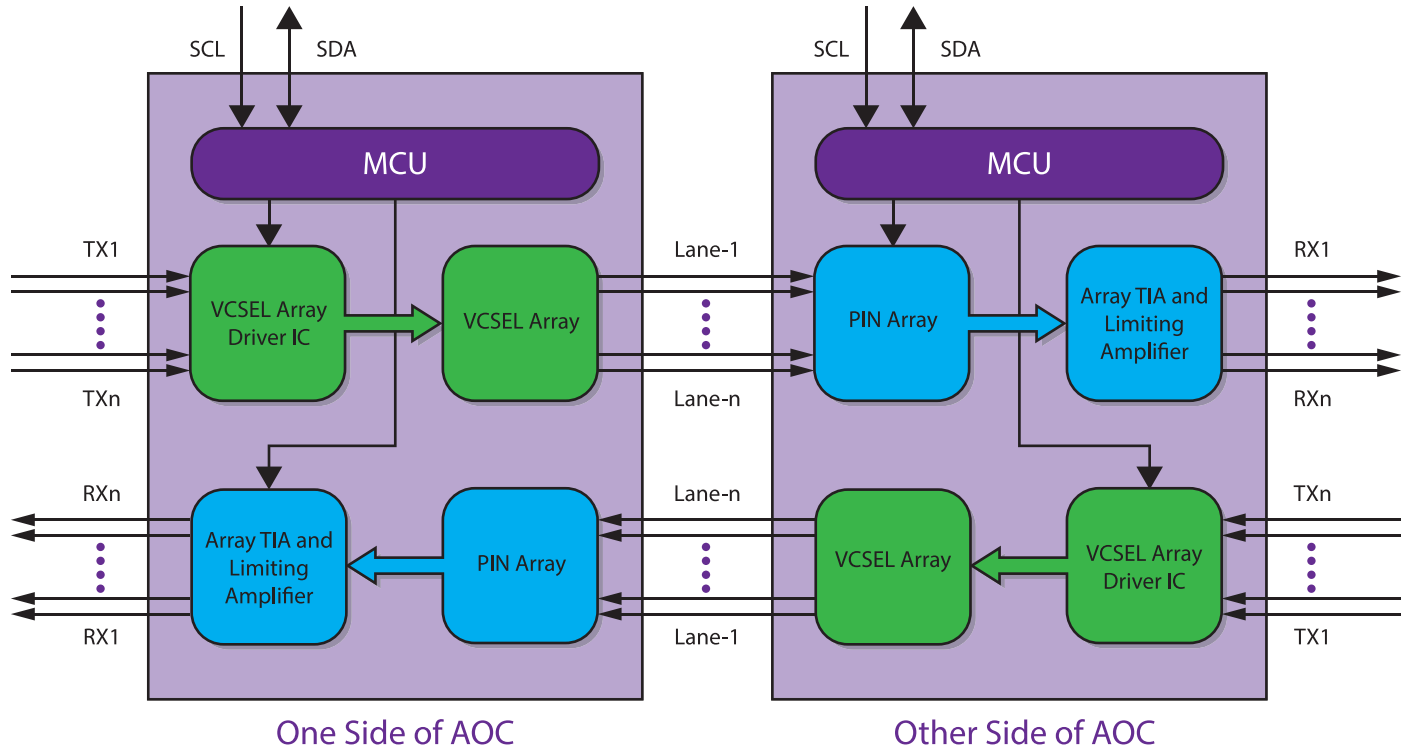 SCL
SDA
SCL
SDA
MCU
MCU
TX1
Lane-1
RX1
VCSEL Array
Driver IC
VCSEL Array
PIN Array
Array TIA and
Limiting
Amplifier
TXn
Lane-n
RXn
RXn
Lane-n
TXn
Array TIA and
Limiting
Amplifier
PIN Array
VCSEL Array
VCSEL Array
Driver IC
RX1
Lane-1
TX1
One Side of AOC
Other Side of AOC